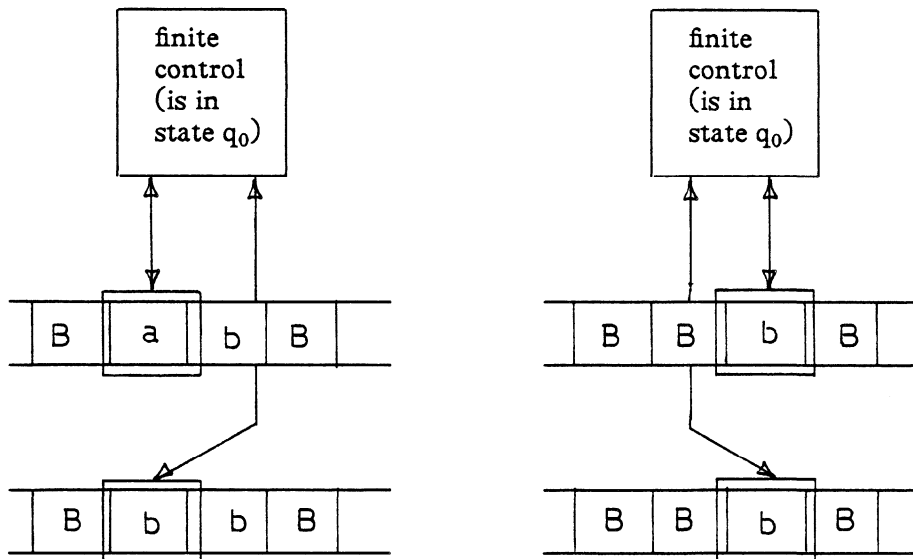 finite
control
(is in
state q₀)
finite
control
(is in
state q₀)
B a b B
B B b B
B b b B
B B b B